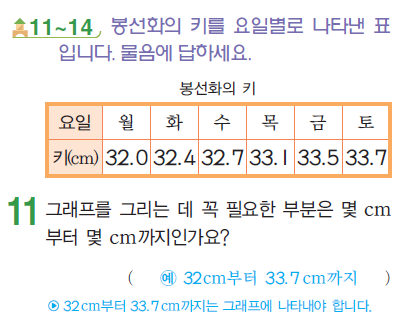 11~14 봉선화의 키를 요일별로 나타낸 표
입니다. 물음에 답하세요.
봉선화의 키
요일 월 화 수 목 금 토
키(cm) 32.0 32.4 32.7 33.1 33.5 33.7
11 그래프를 그리는 데 꼭 필요한 부분은 몇 cm
부터 몇 cm까지인가요?
( 예 32cm부터 33.7cm까지 )
32cm부터 33.7cm까지는 그래프에 나타내야 합니다.